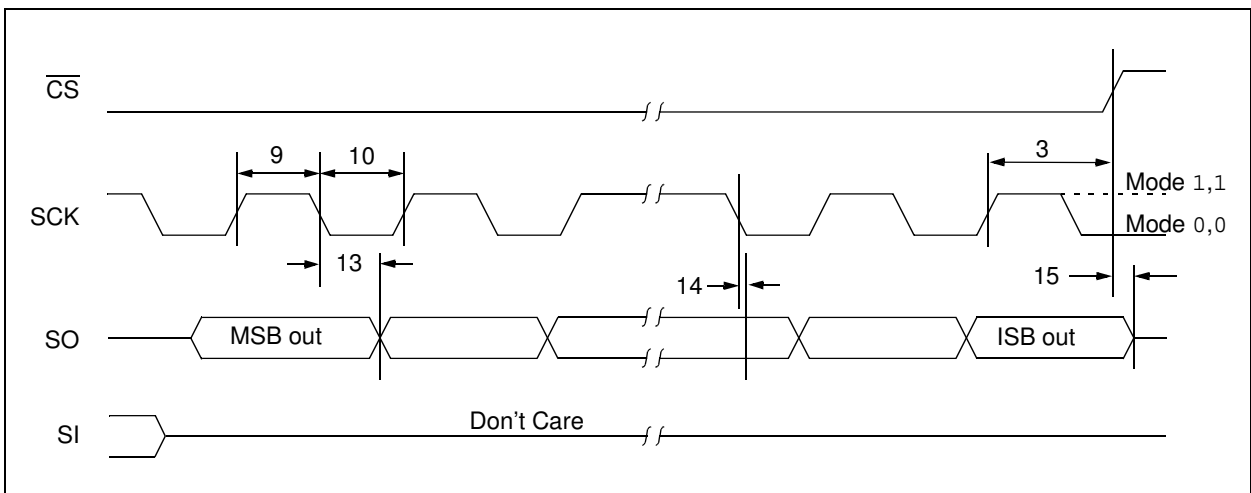 CS
9
10
3
Mode 1,1
SCK
Mode 0,0
13
14
15
SO
MSB out
ISB out
SI
Don't Care